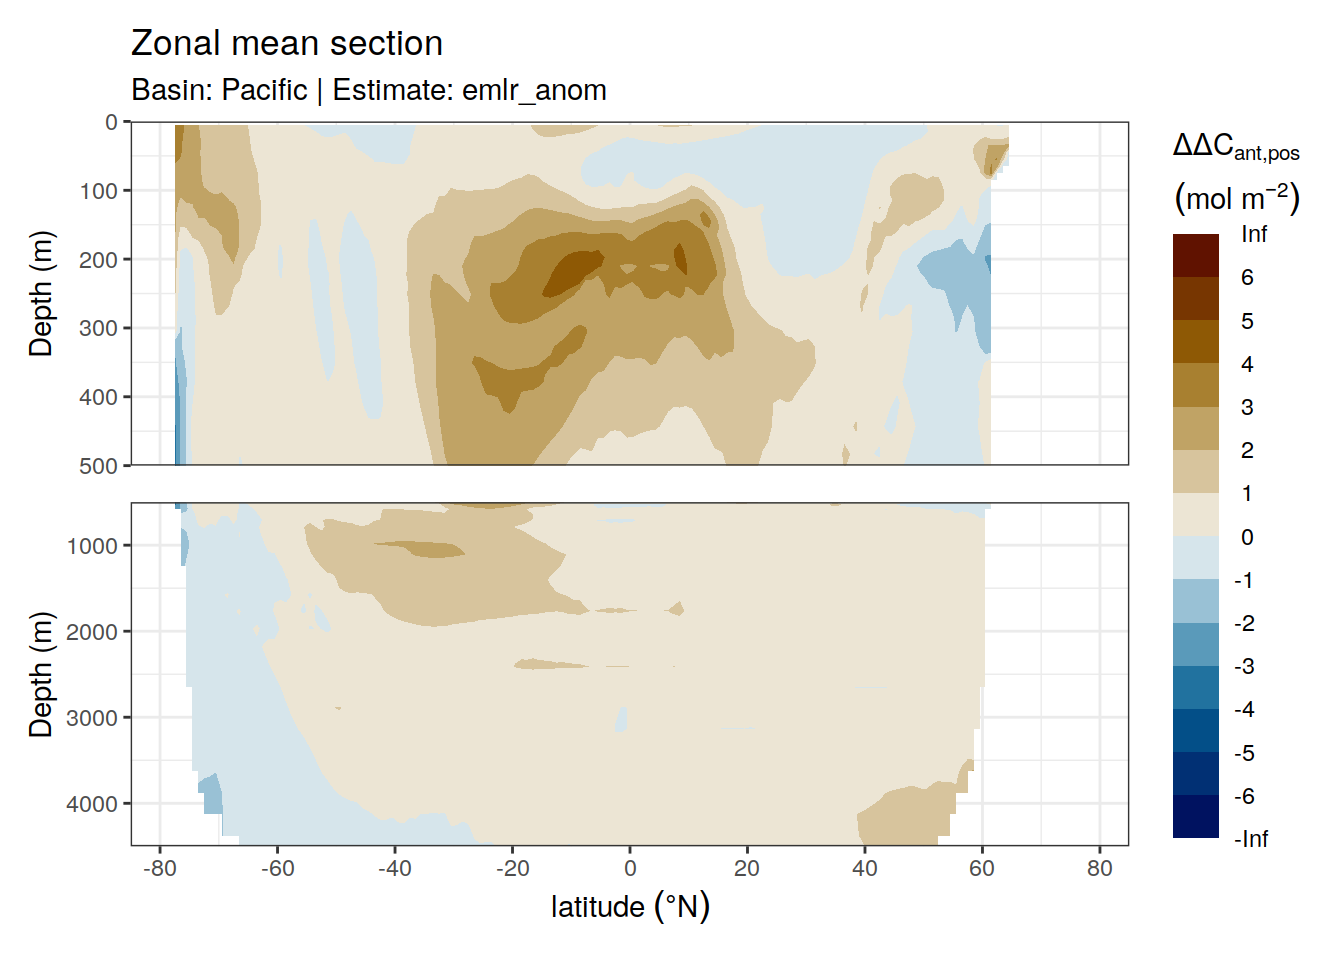 Zonal mean section
Basin: Pacific | Estimate: emlr_anom
0
100
200
300
400
500
Depth (m)
1000
2000
3000
4000
Depth (m)
-80 -60 -40 -20 0 20 40 60 80
latitude (°N)
ΔΔC ant,pos
(mol m⁻²)
Inf
6
5
4
3
2
1
0
-1
-2
-3
-4
-5
-6
-Inf